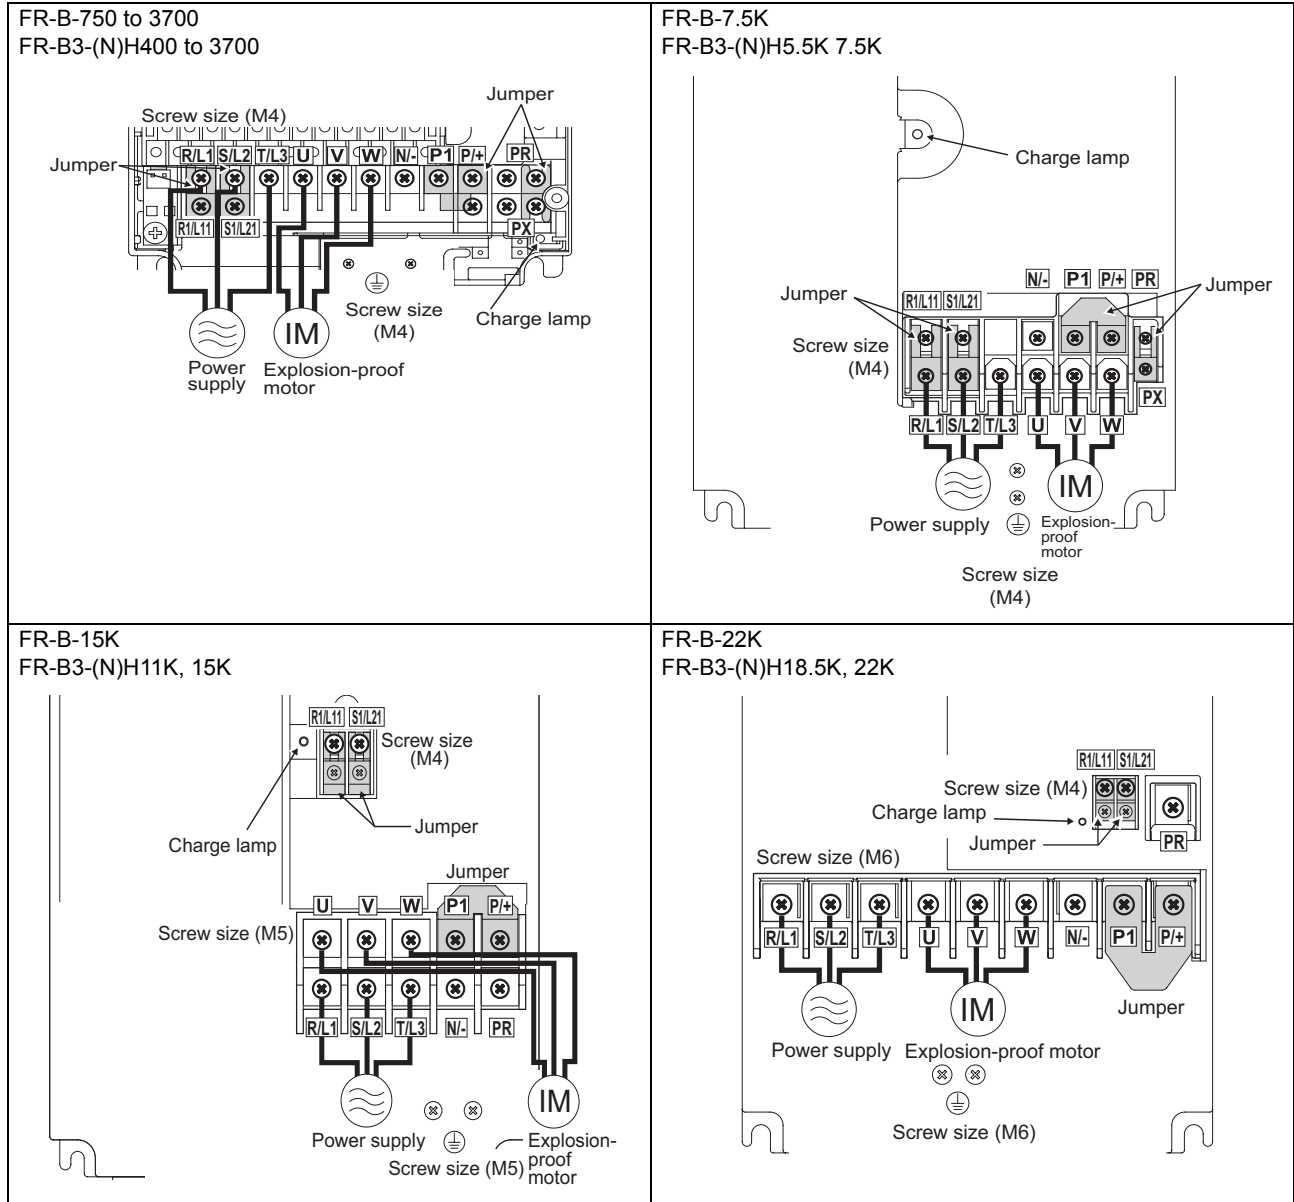 FR-B-750 to 3700
FR-B3-(N)H400 to 3700
Jumper
Screw size (M4)
R/L1 S/L2 T/L3 U V W N/- P1 P/+ PR
Jumper
R1/L11 S1/L21
PX
Screw size
(M4)
Charge lamp
IM
Power
supply
Explosion-proof
motor
FR-B-7.5K
FR-B3-(N)H5.5K 7.5K
Charge lamp
N/- P1 P/+ PR
Jumper
Jumper
R1/L11 S1/L21
Screw size
(M4)
PX
R/L1 S/L2 T/L3 U V W
IM
Power supply
Explosion-
proof
motor
Screw size
(M4)
FR-B-15K
FR-B3-(N)H11K, 15K
R1/L11 S1/L21
Screw size
(M4)
Charge lamp
Jumper
Jumper
U V W P1 P/+
Screw size (M5)
R/L1 S/L2 T/L3 N/- PR
IM
Power supply
Explosion-
proof
motor
Screw size (M5)
FR-B-22K
FR-B3-(N)H18.5K, 22K
R1/L11 S1/L21
Screw size (M4)
Charge lamp
Jumper
PR
Screw size (M6)
R/L1 S/L2 T/L3 U V W N/- P1 P/+
IM
Jumper
Power supply
Explosion-proof motor
Screw size (M6)